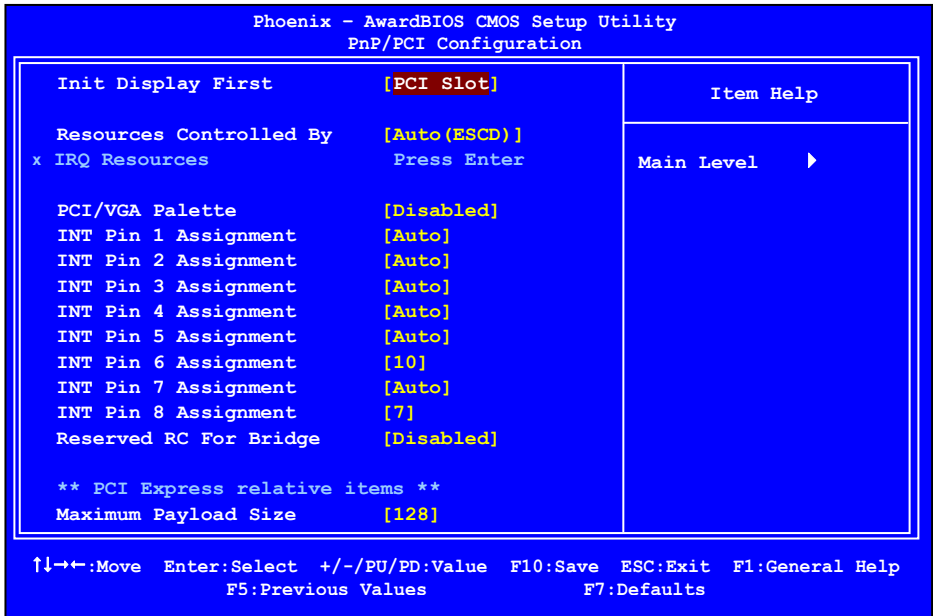 Phoenix – AwardBIOS CMOS Setup Utility
PnP/PCI Configuration
Init Display First [PCI Slot]
Item Help
Resources Controlled By [Auto(ESCD)]
x IRQ Resources Press Enter
Main Level
PCI/VGA Palette [Disabled]
INT Pin 1 Assignment [Auto]
INT Pin 2 Assignment [Auto]
INT Pin 3 Assignment [Auto]
INT Pin 4 Assignment [Auto]
INT Pin 5 Assignment [Auto]
INT Pin 6 Assignment [10]
INT Pin 7 Assignment [Auto]
INT Pin 8 Assignment [7]
Reserved RC For Bridge [Disabled]
** PCI Express relative items **
Maximum Payload Size [128]
↑↓→←:Move Enter:Select +/-/PU/PD:Value F10:Save ESC:Exit F1:General Help
F5:Previous Values F7:Defaults